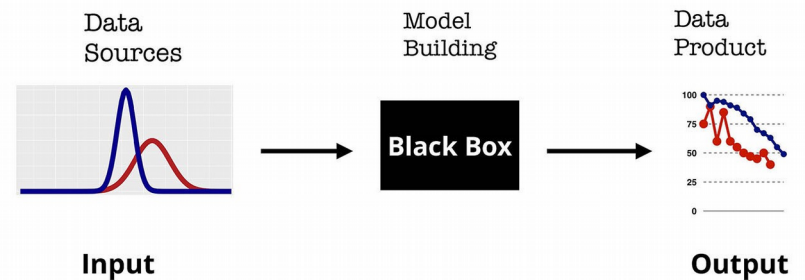 Data
Sources
Model
Building
Data
Product
Black Box
100
75
50
25
0
Input
Output